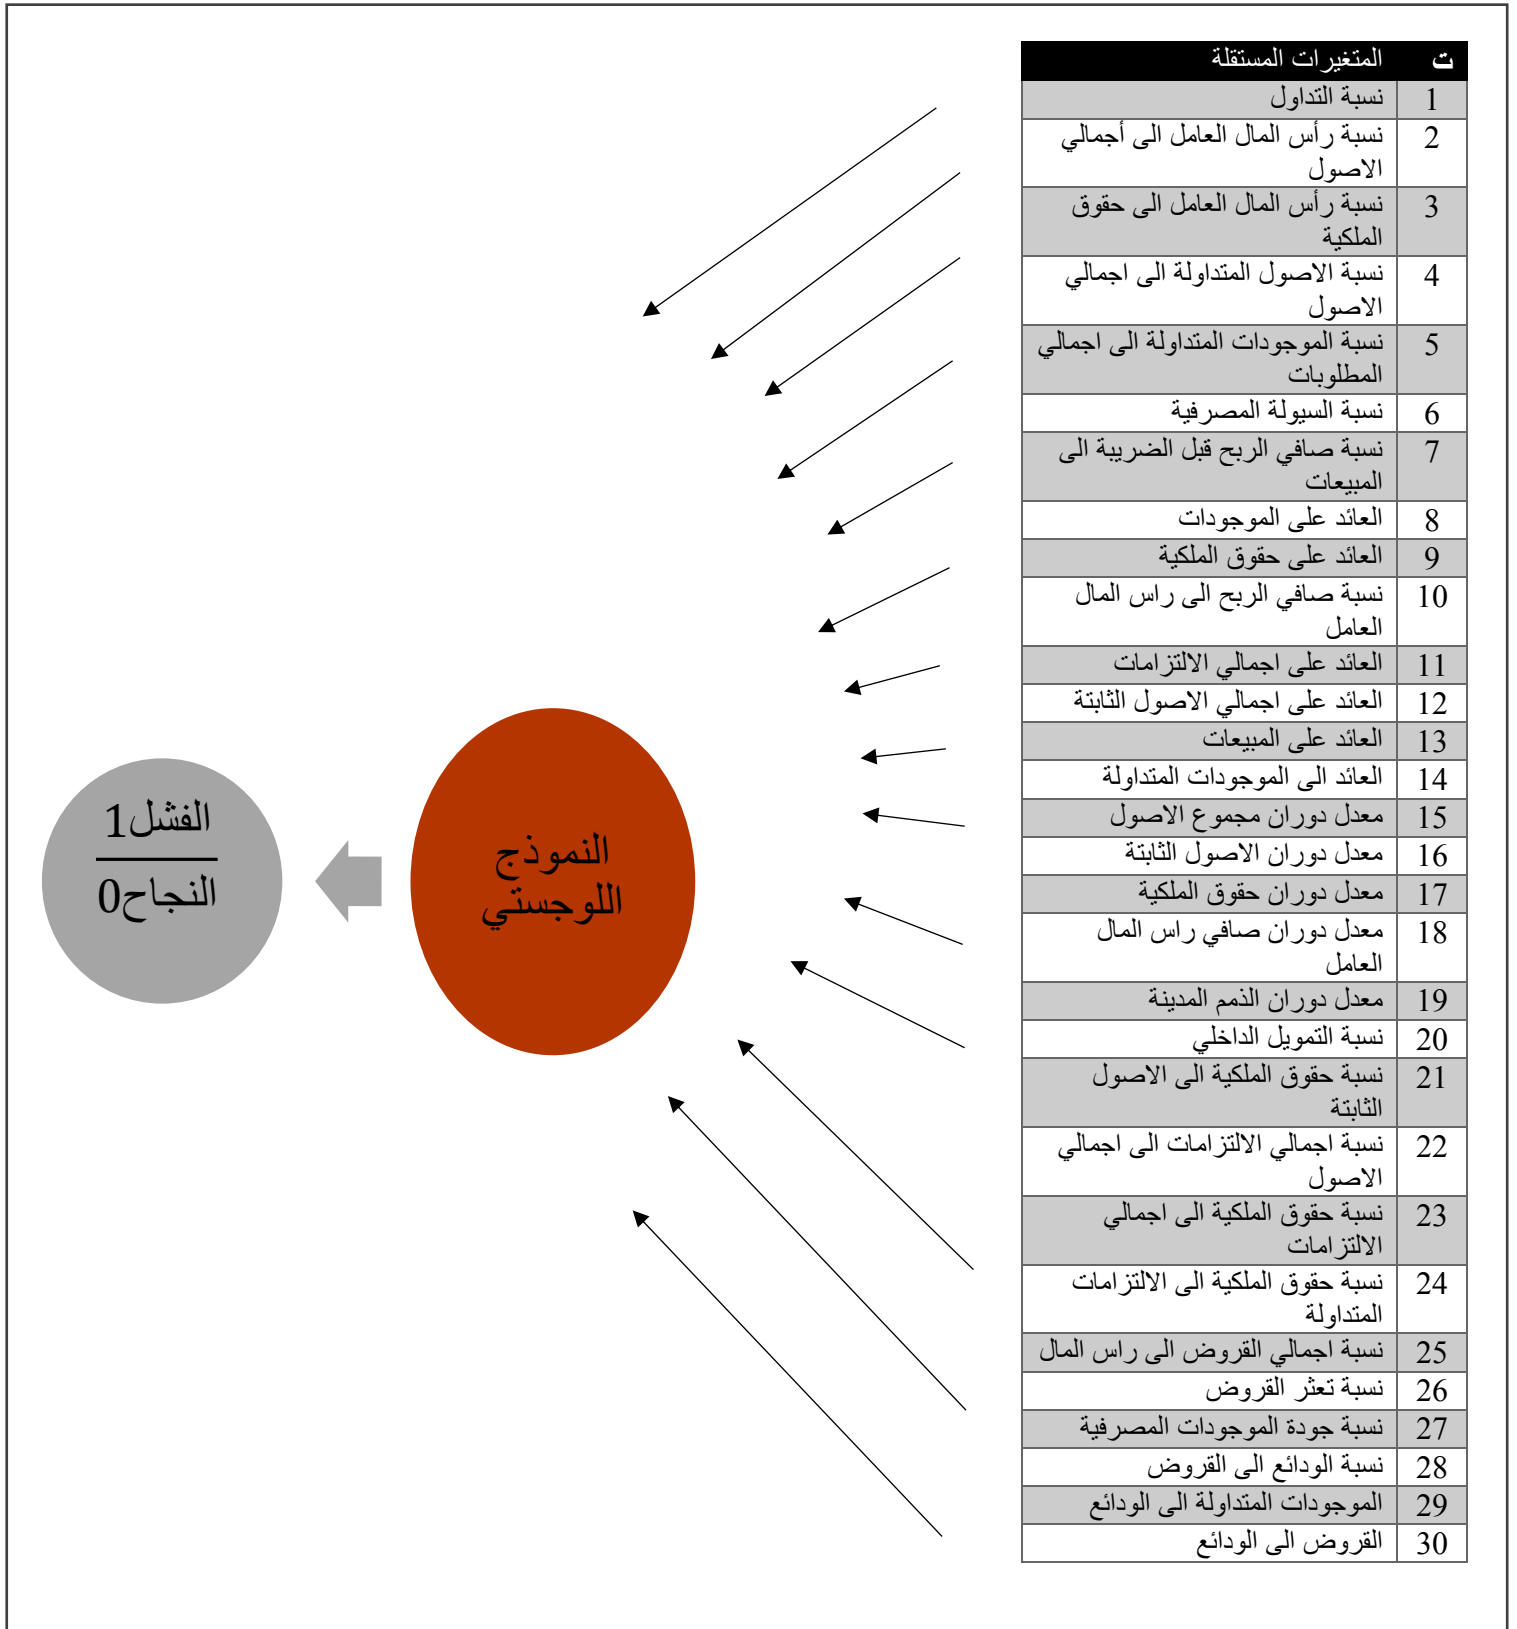 ت المتغيرات المستقلة
1 نسبة التداول
2 نسبة رأس المال العامل الى أجمالي
الاصول
3 نسبة رأس المال العامل الى حقوق
الملكية
4 نسبة الاصول المتداولة الى اجمالي
الاصول
5 نسبة الموجودات المتداولة الى اجمالي
المطلوبات
6 نسبة السيولة المصرفية
7 نسبة صافي الربح قبل الضريبة الى
المبيعات
8 العائد على الموجودات
9 العائد على حقوق الملكية
10 نسبة صافي الربح الى راس المال
العامل
11 العائد على اجمالي الالتزامات
12 العائد على اجمالي الاصول الثابتة
13 العائد على المبيعات
14 العائد الى الموجودات المتداولة
15 معدل دوران مجموع الاصول
16 معدل دوران الاصول الثابتة
17 معدل دوران حقوق الملكية
18 معدل دوران صافي راس المال
العامل
19 معدل دوران الذمم المدينة
20 نسبة التمويل الداخلي
21 نسبة حقوق الملكية الى الاصول
الثابتة
22 نسبة اجمالي الالتزامات الى اجمالي
الاصول
23 نسبة حقوق الملكية الى اجمالي
الالتزامات
24 نسبة حقوق الملكية الى الالتزامات
المتداولة
25 نسبة اجمالي القروض الى راس المال
26 نسبة تعثر القروض
27 نسبة جودة الموجودات المصرفية
28 نسبة الودائع الى القروض
29 الموجودات المتداولة الى الودائع
30 القروض الى الودائع
النموذج
اللوجستي
الفشل1
النجاح0